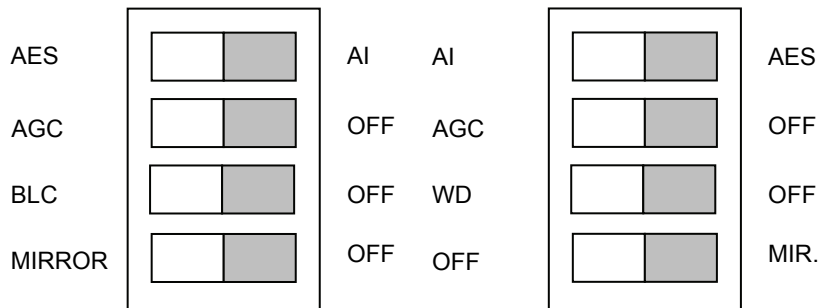 AES AI AI AES
AGC OFF AGC OFF
BLC OFF WD OFF
MIRROR OFF OFF MIR.